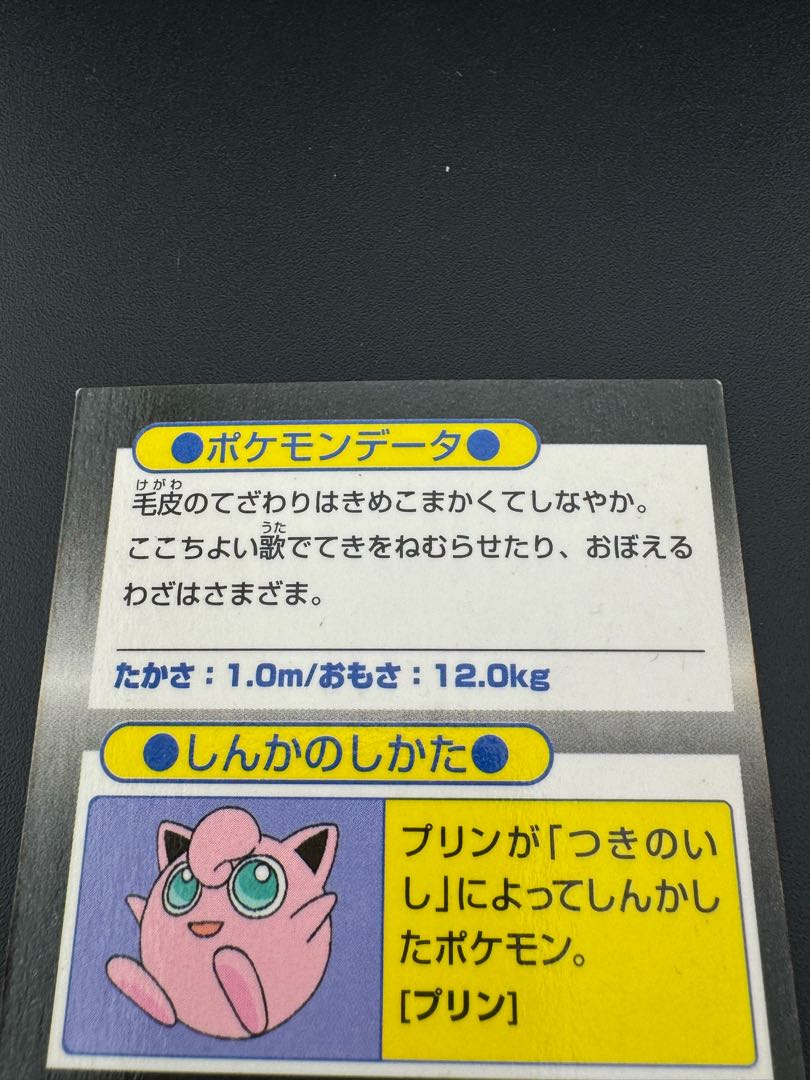 ●ポケモンデータ●
けがわ
毛皮のてざわりはきめこまかくてしなやか。
うた
ここちよい歌でてきをねむらせたり、おぼえる
わざはさまざま。
たかさ：1.0m/おもさ：12.0kg
●しんかのしかた●
プリンが「つきのい
し」によってしんかし
たポケモン。
[プリン]